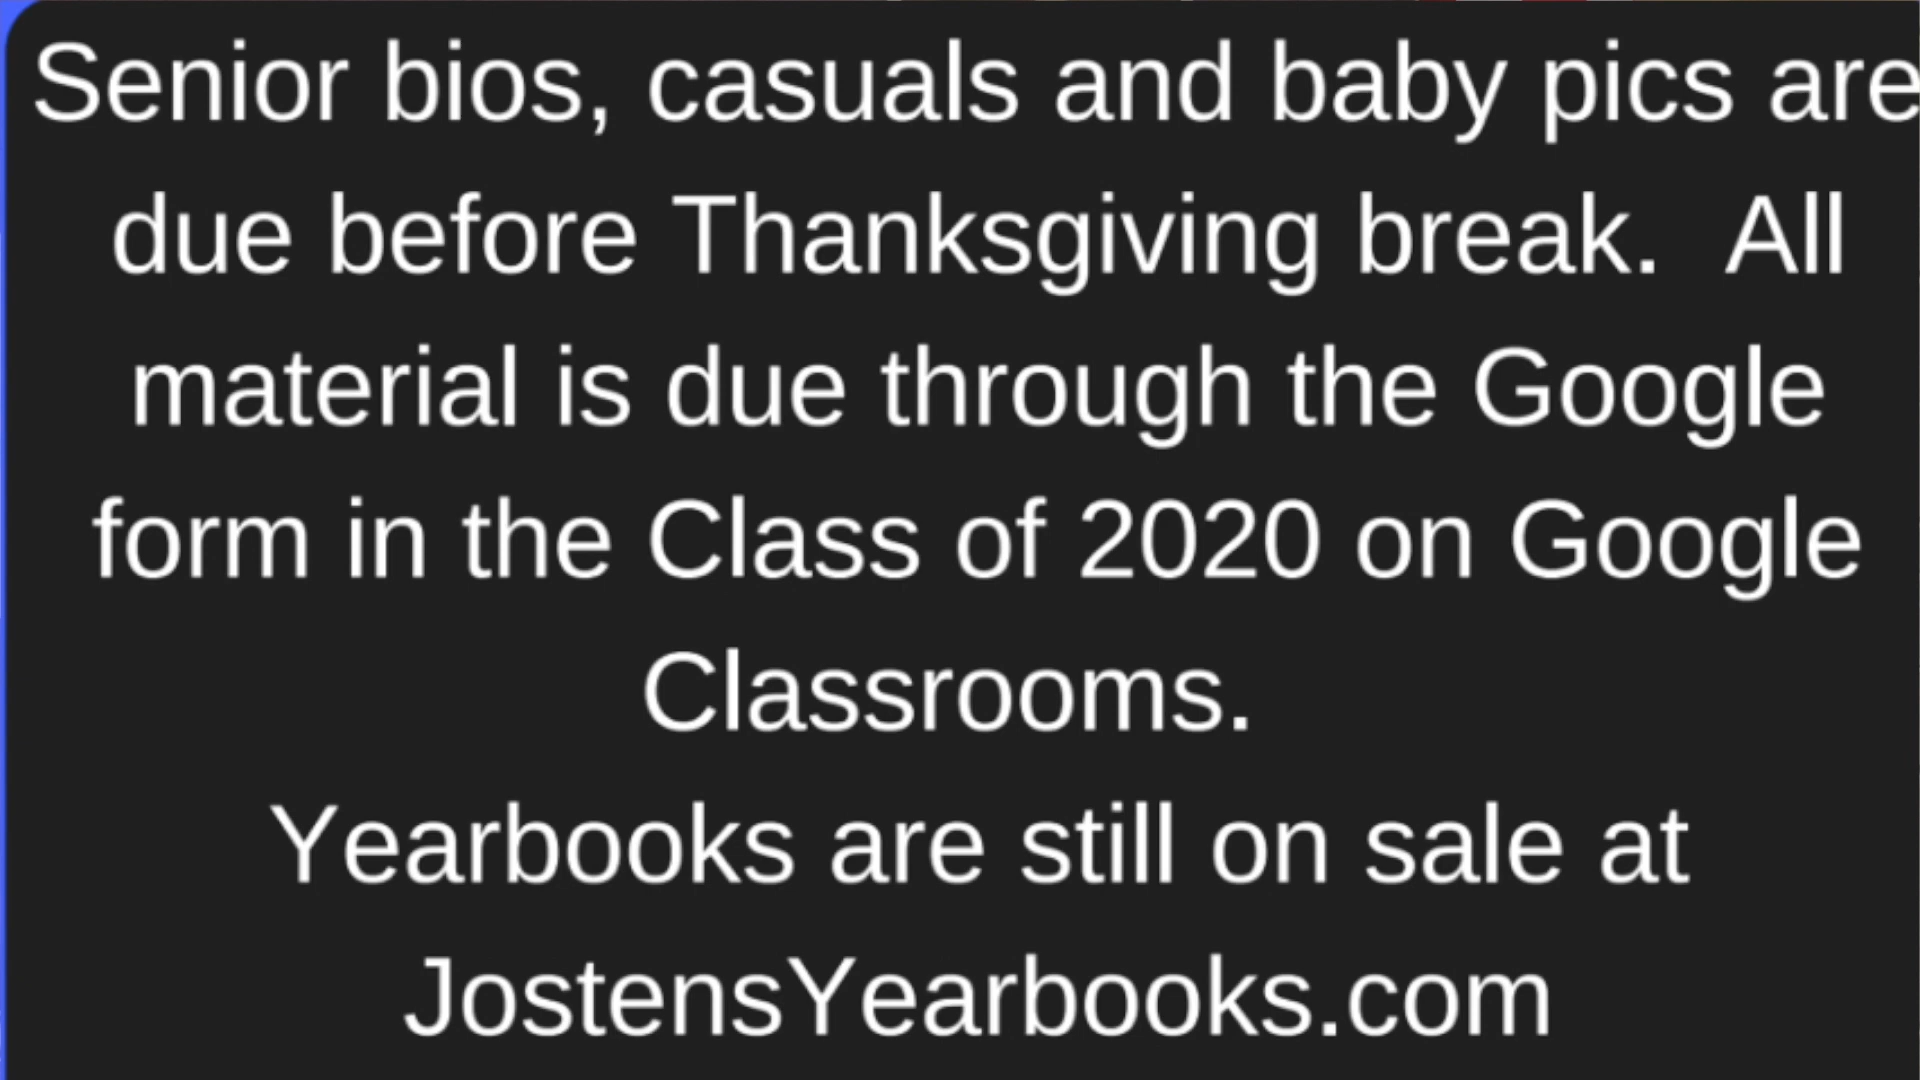 Senior bios, casuals and baby pics are
due before Thanksgiving break.  All
material is due through the Google
form in the Class of 2020 on Google
Classrooms.
Yearbooks are still on sale at
JostensYearbooks.com